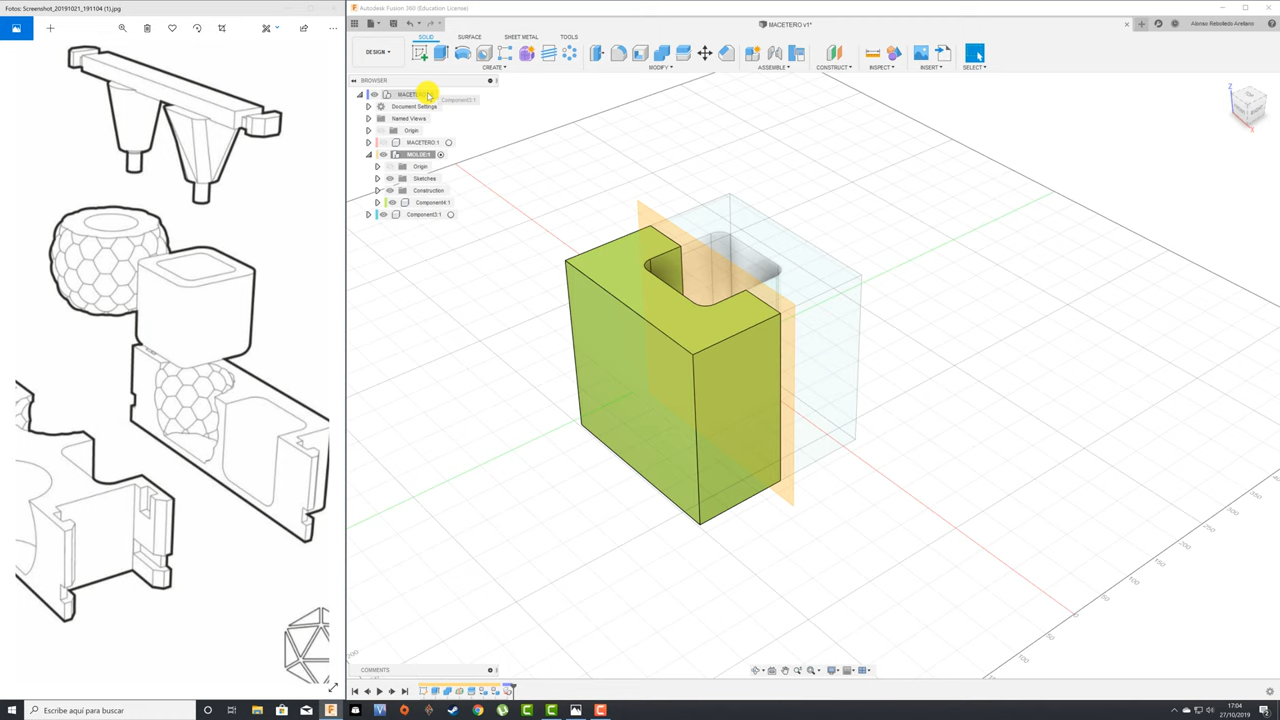 Fotos: Screenshot_20191021_191104 (1).jpg
Autodesk Fusion 360 (Education License)
MACETERO v1*
Alonso Rebolledo Arellano
DESIGN
SOLID
SURFACE
SHEET METAL
TOOLS
CREATE
MODIFY
ASSEMBLE
CONSTRUCT
INSPECT
INSERT
SELECT
BROWSER
Component3:1
Document Settings
Named Views
Origin
MACETERO:1
MOLDE:1
Origin
Sketches
Construction
Component4:1
Component3:1
COMMENTS
Escribe aquí para buscar
17:04
27/10/2019